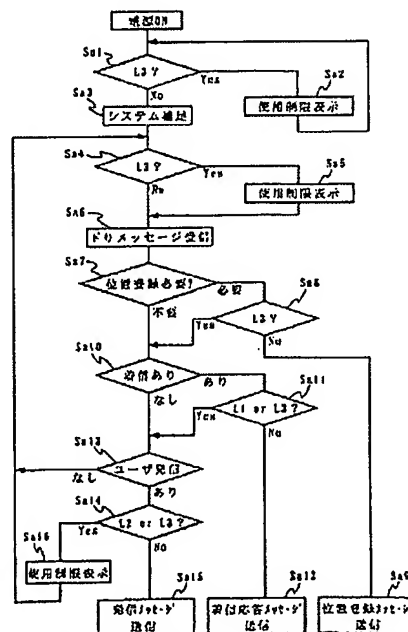 電源ON
Sa1
L3?
Yes
Sa2
使用制限表示
No
Sa3
システム補足
Sa4
L3?
Yes
Sa5
使用制限表示
No
Sa6
下りメッセージ受信
Sa7
位置登録必要?
必要
不要
Sa8
L3?
Yes
No
Sa10
着信あり
あり
なし
Sa11
L1 or L3?
Yes
No
Sa13
ユーザ発信
なし
あり
Sa14
L2 or L3?
Yes
No
Sa16
使用制限表示
Sa15
発信メッセージ
送信
Sa12
着信応答メッセージ
送信
Sa9
位置登録メッセージ
送信